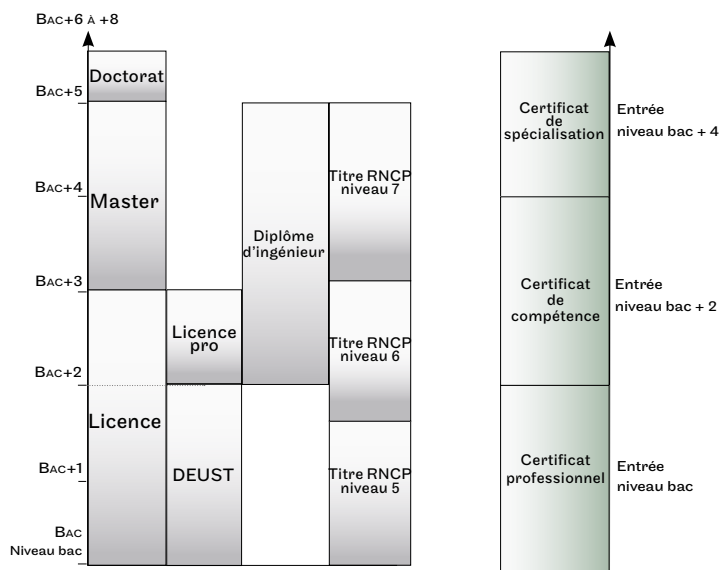 BAC+6 À +8
Doctorat
BAC+5
BAC+4
Master
BAC+3
BAC+2
Licence
BAC+1
BAC
Niveau bac
Licence
pro
DEUST
Diplôme
d'ingénieur
Titre RNCP
niveau 7
Titre RNCP
niveau 6
Titre RNCP
niveau 5
Certificat
de
spécialisation
Entrée
niveau bac + 4
Certificat
de
compétence
Entrée
niveau bac + 2
Certificat
professionnel
Entrée
niveau bac